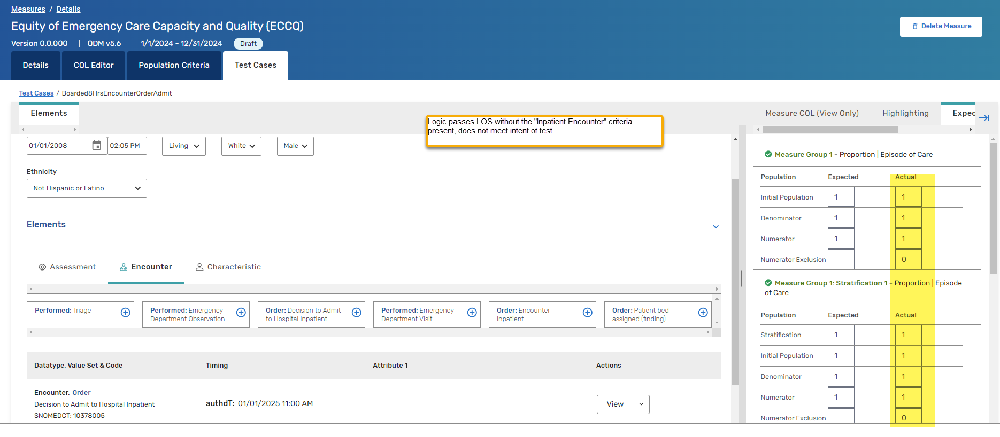 Measures / Details
Equity of Emergency Care Capacity and Quality (ECCQ)
Delete Measure
Version 0.0.000 | QDM v5.6 | 1/1/2024 - 12/31/2024 Draft
Details CQL Editor Population Criteria Test Cases
Test Cases / Boarded8HrsEncounterOrderAdmit
Elements
Logic passes LOS without the "Inpatient Encounter" criteria
present, does not meet intent of test
Measure CQL (View Only) Highlighting Expec
01/01/2008 02:05 PM Living White Male
Ethnicity
Not Hispanic or Latino
Elements
Assessment Encounter Characteristic
Performed: Triage
Performed: Emergency
Department Observation
Order: Decision to Admit
to Hospital Inpatient
Performed: Emergency
Department Visit
Order: Encounter
Inpatient
Order: Patient bed
assigned (finding)
Datatype, Value Set & Code Timing Attribute 1 Actions
Encounter, Order
Decision to Admit to Hospital Inpatient
SNOMEDCT: 10378005
authdT: 01/01/2025 11:00 AM
View
Measure Group 1 - Proportion | Episode of Care
Population Expected Actual
Initial Population 1 1
Denominator 1 1
Numerator 1 1
Numerator Exclusion 0
Measure Group 1: Stratification 1 - Proportion | Episode
of Care
Population Expected Actual
Stratification 1 1
Initial Population 1 1
Denominator 1 1
Numerator 1 1
Numerator Exclusion 0